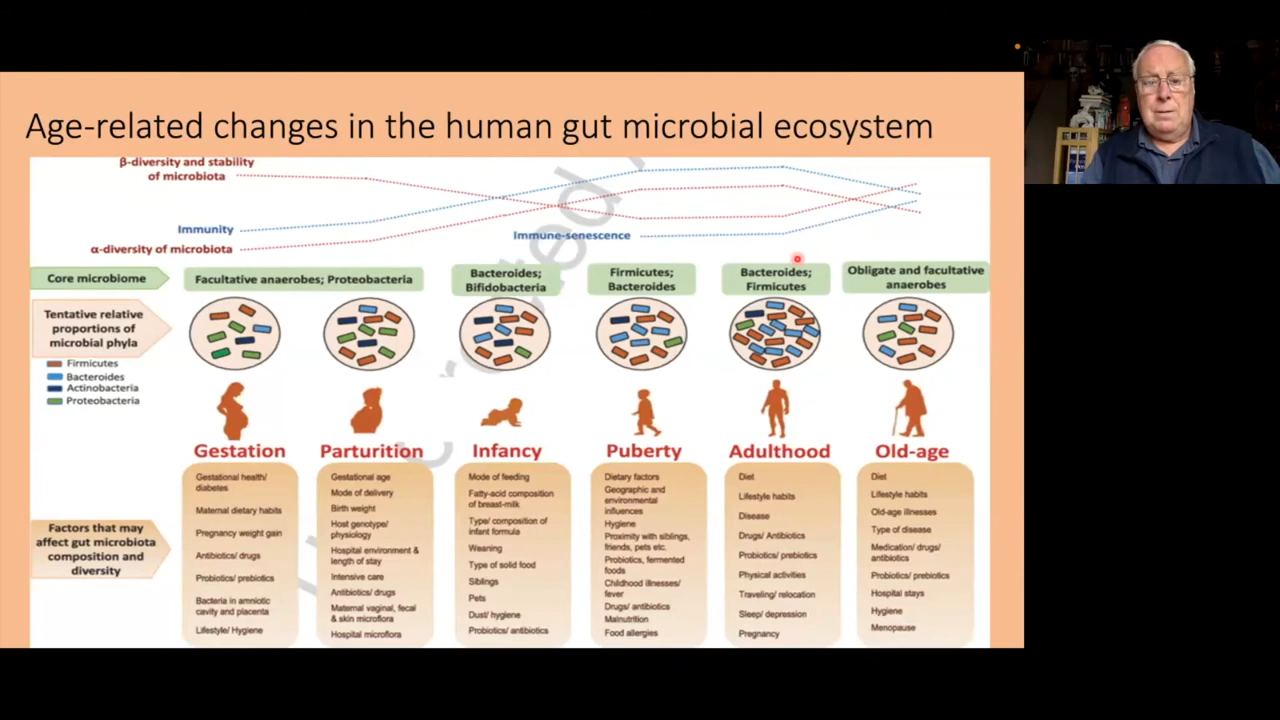 Age-related changes in the human gut microbial ecosystem
β-diversity and stability
of microbiota
Immunity
α-diversity of microbiota
Immune-senescence
Core microbiome
Facultative anaerobes; Proteobacteria
Bacteroides;
Bifidobacteria
Firmicutes;
Bacteroides
Bacteroides;
Firmicutes
Obligate and facultative
anaerobes
Tentative relative
proportions of
microbial phyla
Firmicutes
Bacteroides
Actinobacteria
Proteobacteria
Gestation
Parturition
Infancy
Puberty
Adulthood
Old-age
Factors that may
affect gut microbiota
composition and
diversity
Gestational health/
diabetes
Maternal dietary habits
Pregnancy weight gain
Antibiotics/ drugs
Probiotics/ prebiotics
Bacteria in amniotic
cavity and placenta
Lifestyle/ Hygiene
Gestational age
Mode of delivery
Birth weight
Host genotype/
physiology
Hospital environment &
length of stay
Intensive care
Antibiotics/ drugs
Maternal vaginal, fecal
& skin microflora
Hospital microflora
Mode of feeding
Fatty-acid composition
of breast-milk
Type/ composition of
infant formula
Weaning
Type of solid food
Siblings
Pets
Dust/ hygiene
Probiotics/ antibiotics
Dietary factors
Geographic and
environmental
influences
Hygiene
Proximity with siblings,
friends, pets etc.
Probiotics, fermented
foods
Childhood illnesses/
fever
Drugs/ antibiotics
Malnutrition
Food allergies
Diet
Lifestyle habits
Disease
Drugs/ Antibiotics
Probiotics/ prebiotics
Physical activities
Traveling/ relocation
Sleep/ depression
Pregnancy
Diet
Lifestyle habits
Old-age illnesses
Type of disease
Medication/ drugs/
antibiotics
Probiotics/ prebiotics
Hospital stays
Hygiene
Menopause